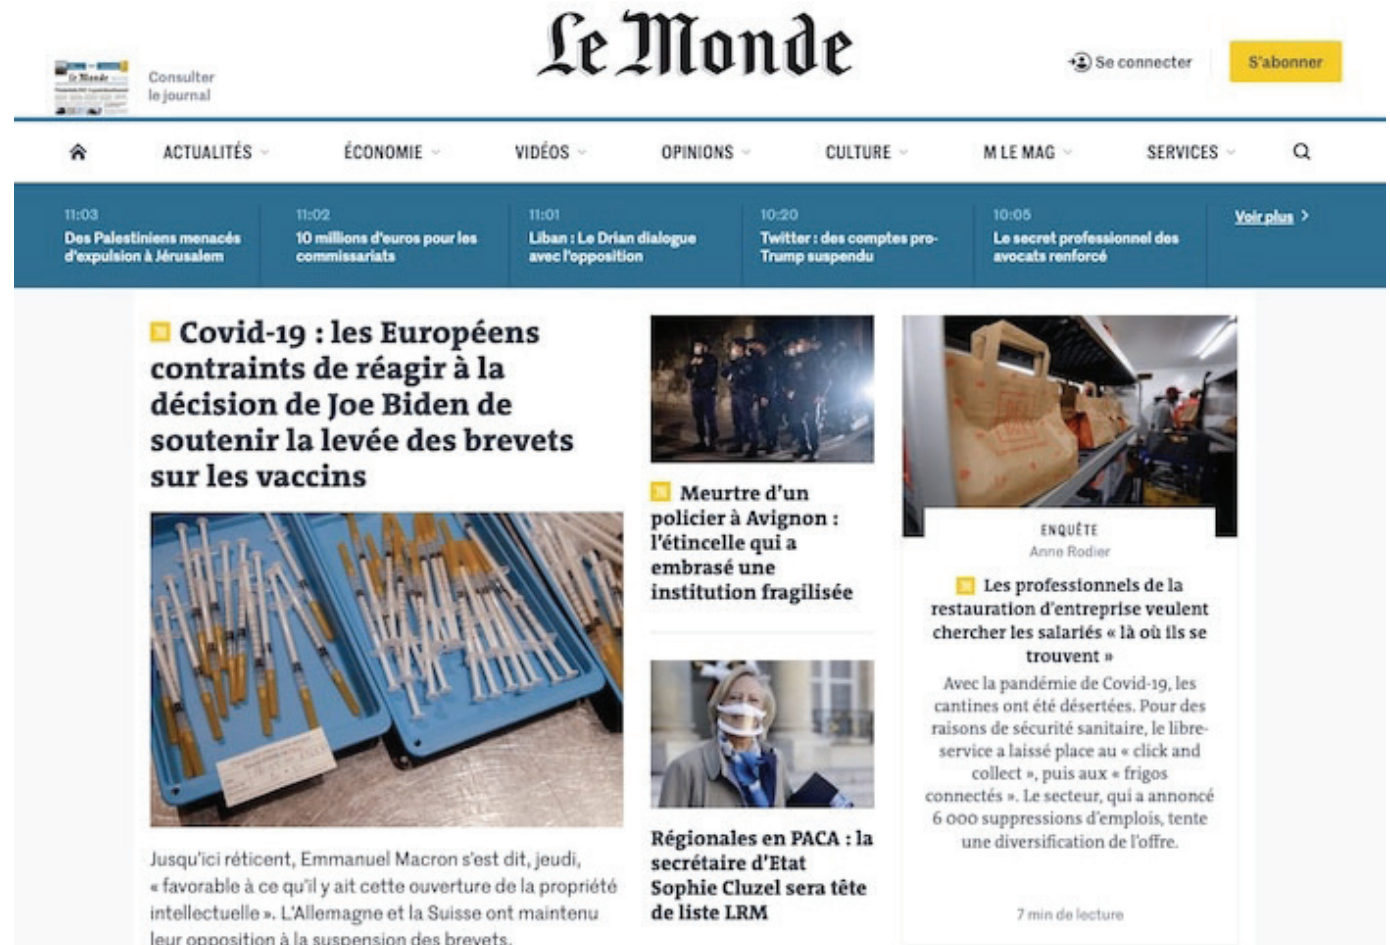 Le Monde
Consulter
le journal
Se connecter
S'abonner
ACTUALITÉS
ÉCONOMIE
VIDÉOS
OPINIONS
CULTURE
M LE MAG
SERVICES
11:03
Des Palestiniens menacés
d'expulsion à Jérusalem
11:02
10 millions d'euros pour les
commissariats
11:01
Liban : Le Drian dialogue
avec l'opposition
10:20
Twitter : des comptes pro-
Trump suspendu
10:05
Le secret professionnel des
avocats renforcé
Voir plus
Covid-19 : les Européens
contraints de réagir à la
décision de Joe Biden de
soutenir la levée des brevets
sur les vaccins
Jusqu'ici réticent, Emmanuel Macron s'est dit, jeudi,
« favorable à ce qu'il y ait cette ouverture de la propriété
intellectuelle ». L'Allemagne et la Suisse ont maintenu
leur opposition à la suspension des brevets.
Meurtre d'un
policier à Avignon :
l'étincelle qui a
embrasé une
institution fragilisée
Régionales en PACA : la
secrétaire d'Etat
Sophie Cluzel sera tête
de liste LRM
ENQUÊTE
Anne Rodier
Les professionnels de la
restauration d'entreprise veulent
chercher les salariés « là où ils se
trouvent »
Avec la pandémie de Covid-19, les
cantines ont été désertées. Pour des
raisons de sécurité sanitaire, le libre-
service a laissé place au « click and
collect », puis aux « frigos
connectés ». Le secteur, qui a annoncé
6 000 suppressions d'emplois, tente
une diversification de l'offre.
7 min de lecture